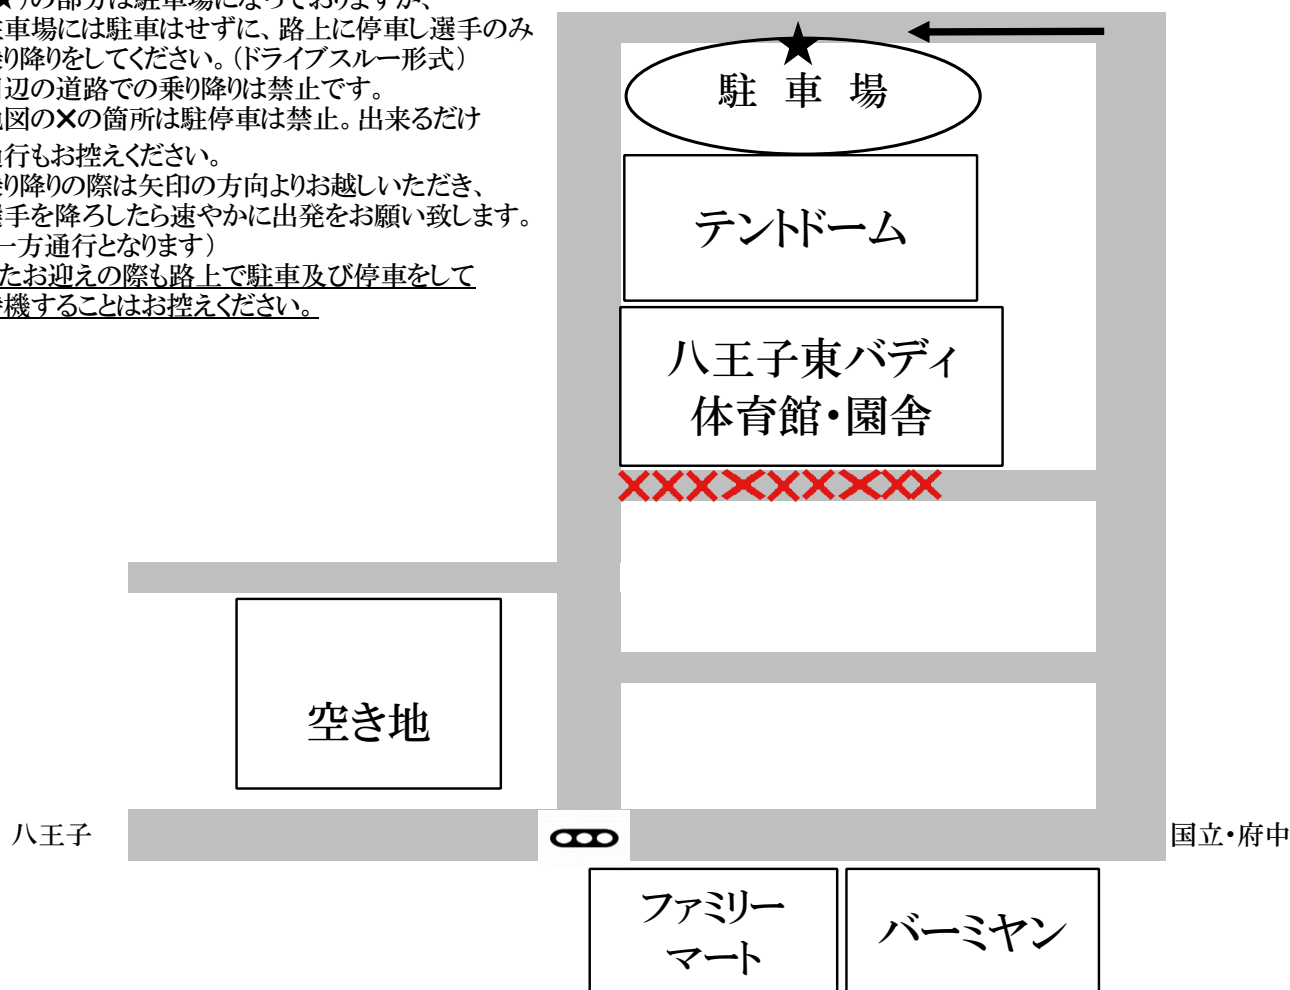 ★)の部分は駐車場になっておりますが、
車場には駐車はせずに、路上に停車し選手のみ
り降りをしてください。(ドライブスルー形式)
辺の道路での乗り降りは禁止です。
図の×の箇所は駐停車は禁止。出来るだけ
行もお控えください。
り降りの際は矢印の方向よりお越しいただき、
手を降ろしたら速やかに出発をお願い致します。
一方通行となります)
たお迎えの際も路上で駐車及び停車をして
機することはお控えください。
★
駐車場
テントドーム
八王子東バディ
体育館・園舎
空き地
八王子
国立・府中
ファミリー
マート
バーミヤン